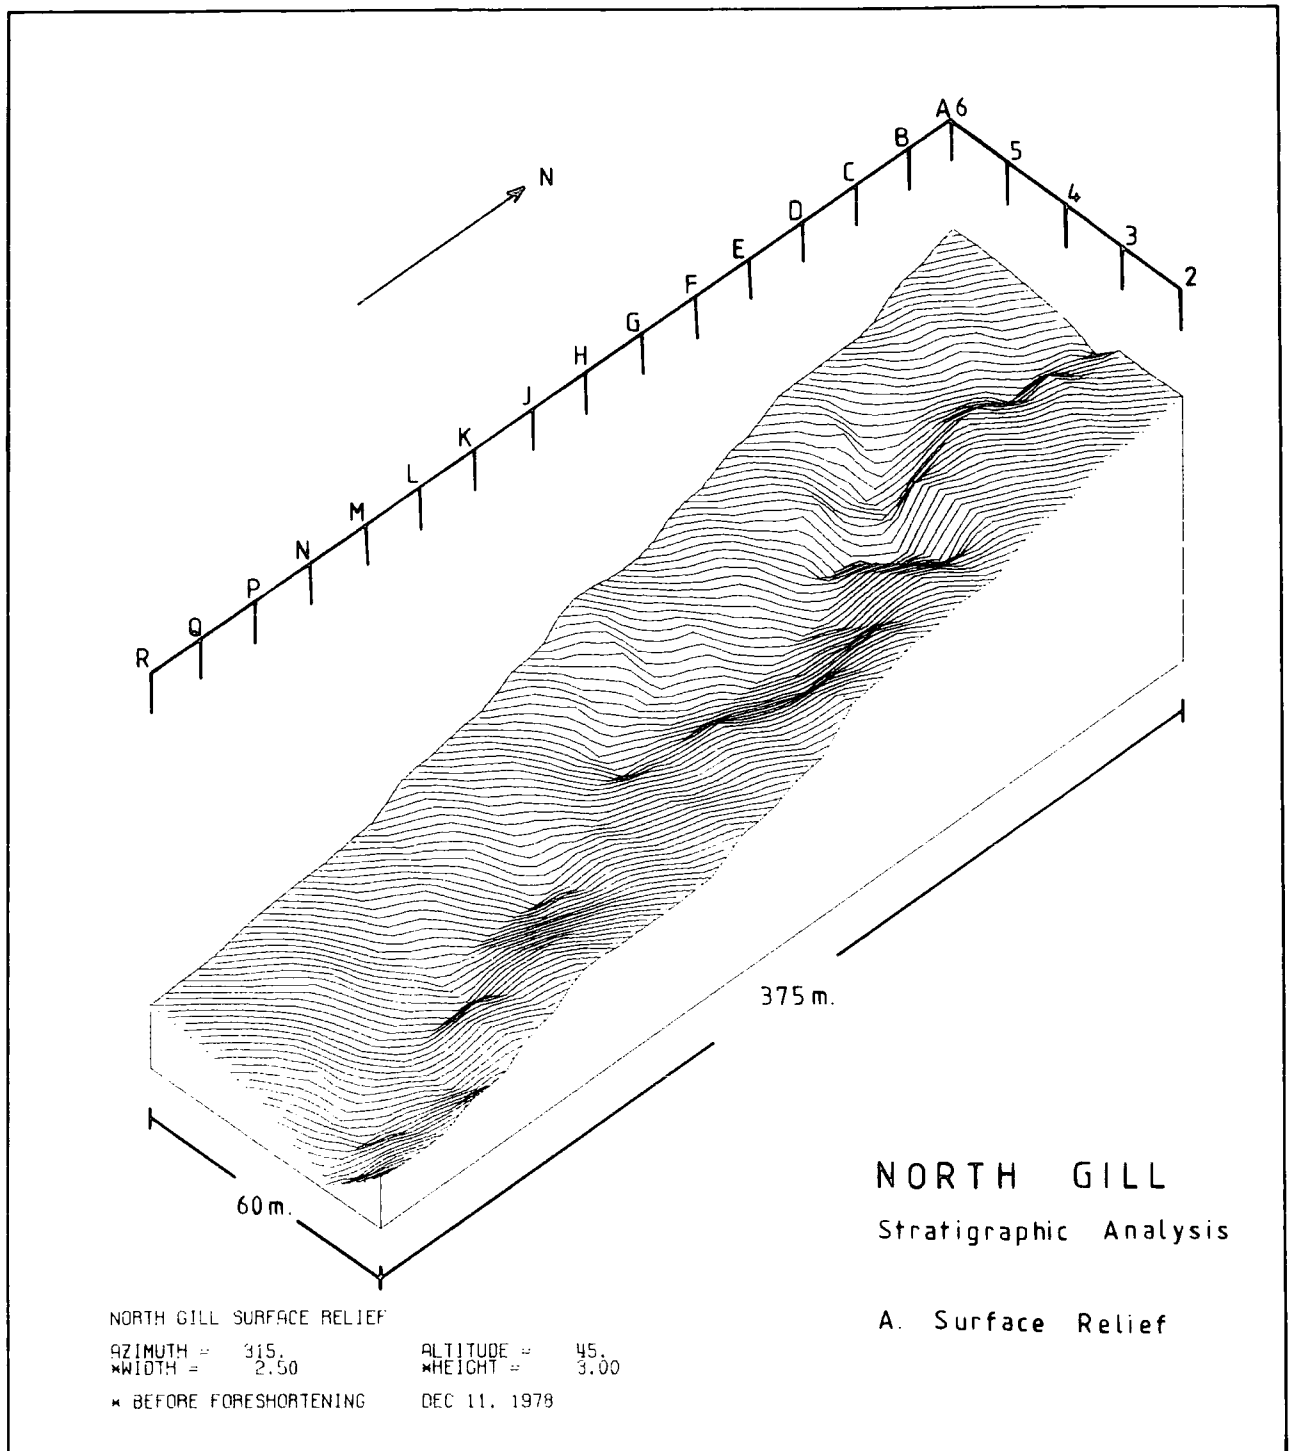 A 6
B
5
C
4
D
3
E
2
F
G
H
J
K
L
M
N
P
Q
R
N
375 m.
60 m.
NORTH GILL
Stratigraphic Analysis
A. Surface Relief
NORTH GILL SURFACE RELIEF
AZIMUTH = 315. ALTITUDE = 45.
*WIDTH = 2.50 *HEIGHT = 3.00
* BEFORE FORESHORTENING DEC 11, 1978